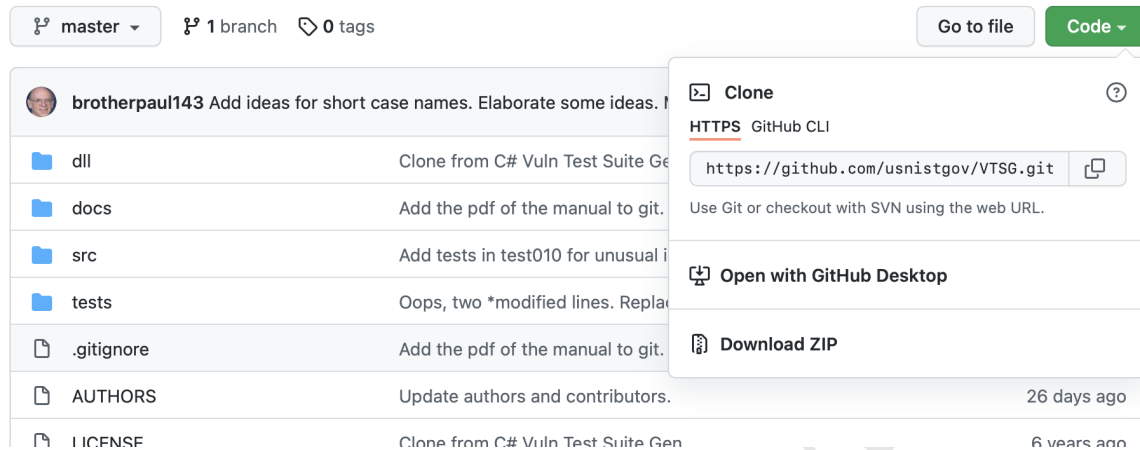 master 1 branch 0 tags Go to file Code
brotherpaul143 Add ideas for short case names. Elaborate some ideas.
Clone
HTTPS GitHub CLI
https://github.com/usnistgov/VTSG.git
Use Git or checkout with SVN using the web URL.
Open with GitHub Desktop
Download ZIP
dll Clone from C# Vuln Test Suite Ge
docs Add the pdf of the manual to git.
src Add tests in test010 for unusual i
tests Oops, two *modified lines. Repla
.gitignore Add the pdf of the manual to git.
AUTHORS Update authors and contributors. 26 days ago
LICENSE Clone from C# Vuln Test Suite Gen 6 years ago